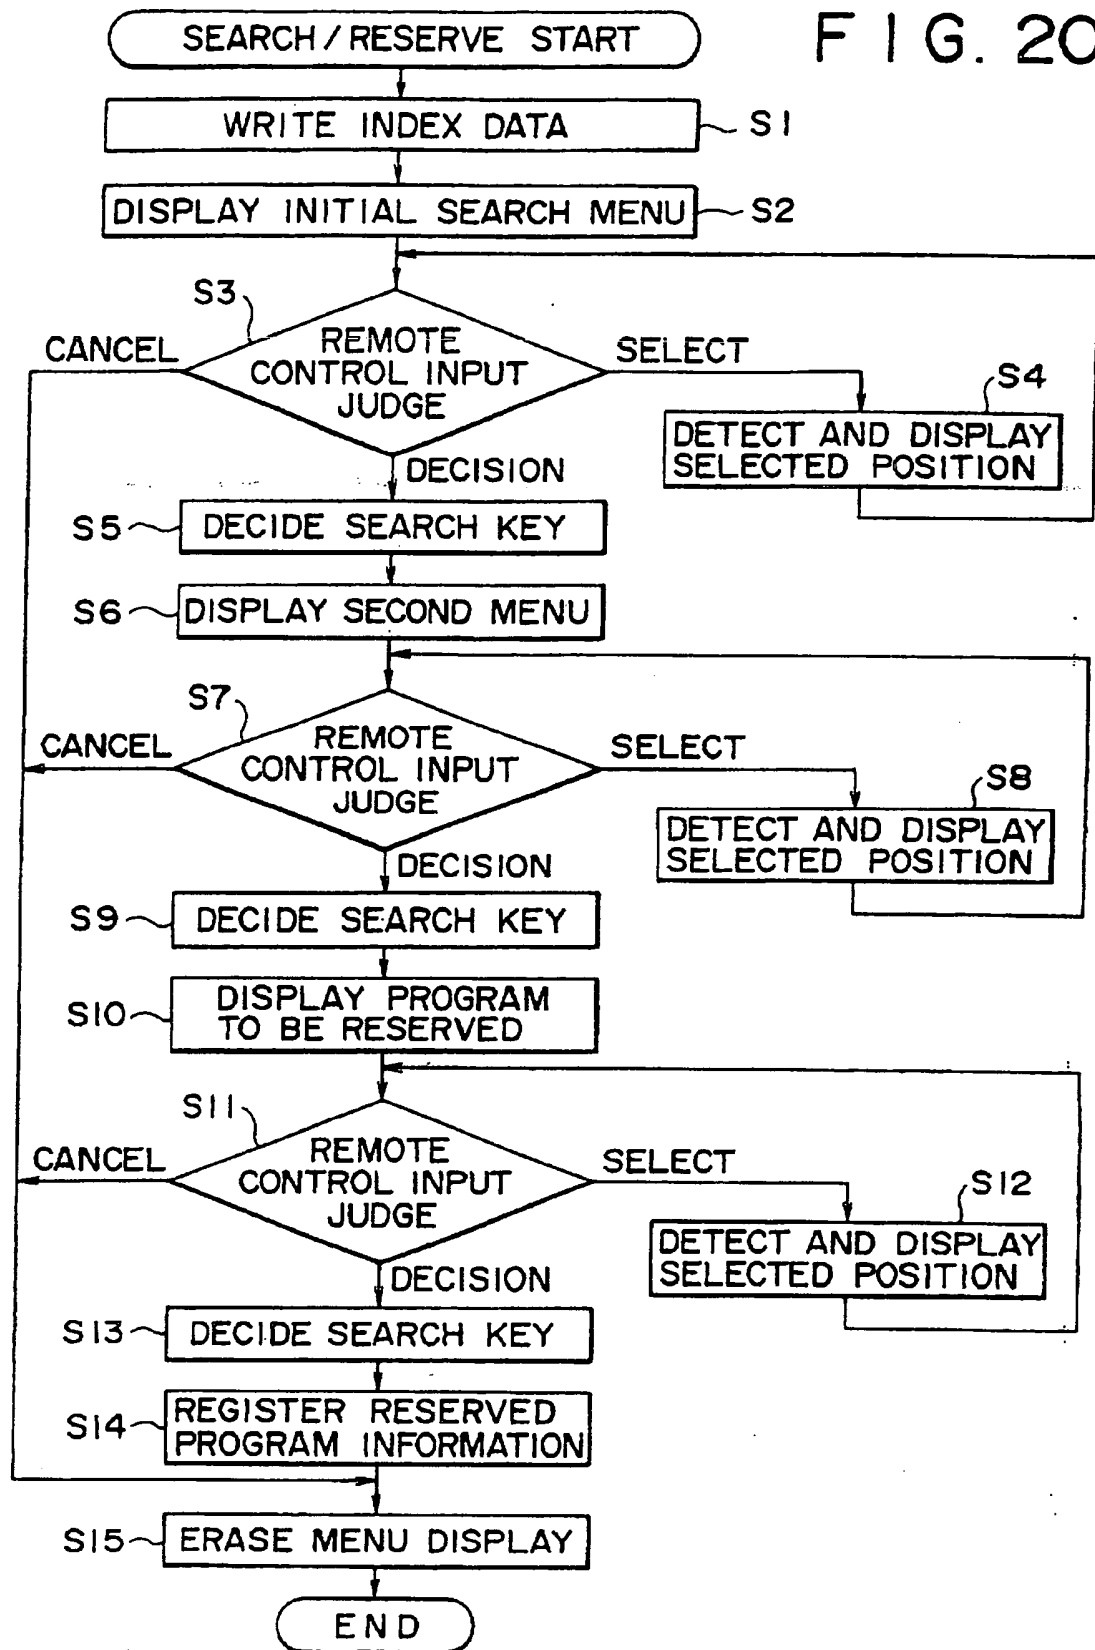 SEARCH / RESERVE START
FIG. 20
WRITE INDEX DATA
S1
DISPLAY INITIAL SEARCH MENU
S2
S3
CANCEL
REMOTE
CONTROL INPUT
JUDGE
SELECT
S4
DETECT AND DISPLAY
SELECTED POSITION
DECISION
S5
DECIDE SEARCH KEY
S6
DISPLAY SECOND MENU
S7
CANCEL
REMOTE
CONTROL INPUT
JUDGE
SELECT
S8
DETECT AND DISPLAY
SELECTED POSITION
DECISION
S9
DECIDE SEARCH KEY
S10
DISPLAY PROGRAM
TO BE RESERVED
S11
CANCEL
REMOTE
CONTROL INPUT
JUDGE
SELECT
S12
DETECT AND DISPLAY
SELECTED POSITION
DECISION
S13
DECIDE SEARCH KEY
S14
REGISTER RESERVED
PROGRAM INFORMATION
S15
ERASE MENU DISPLAY
END